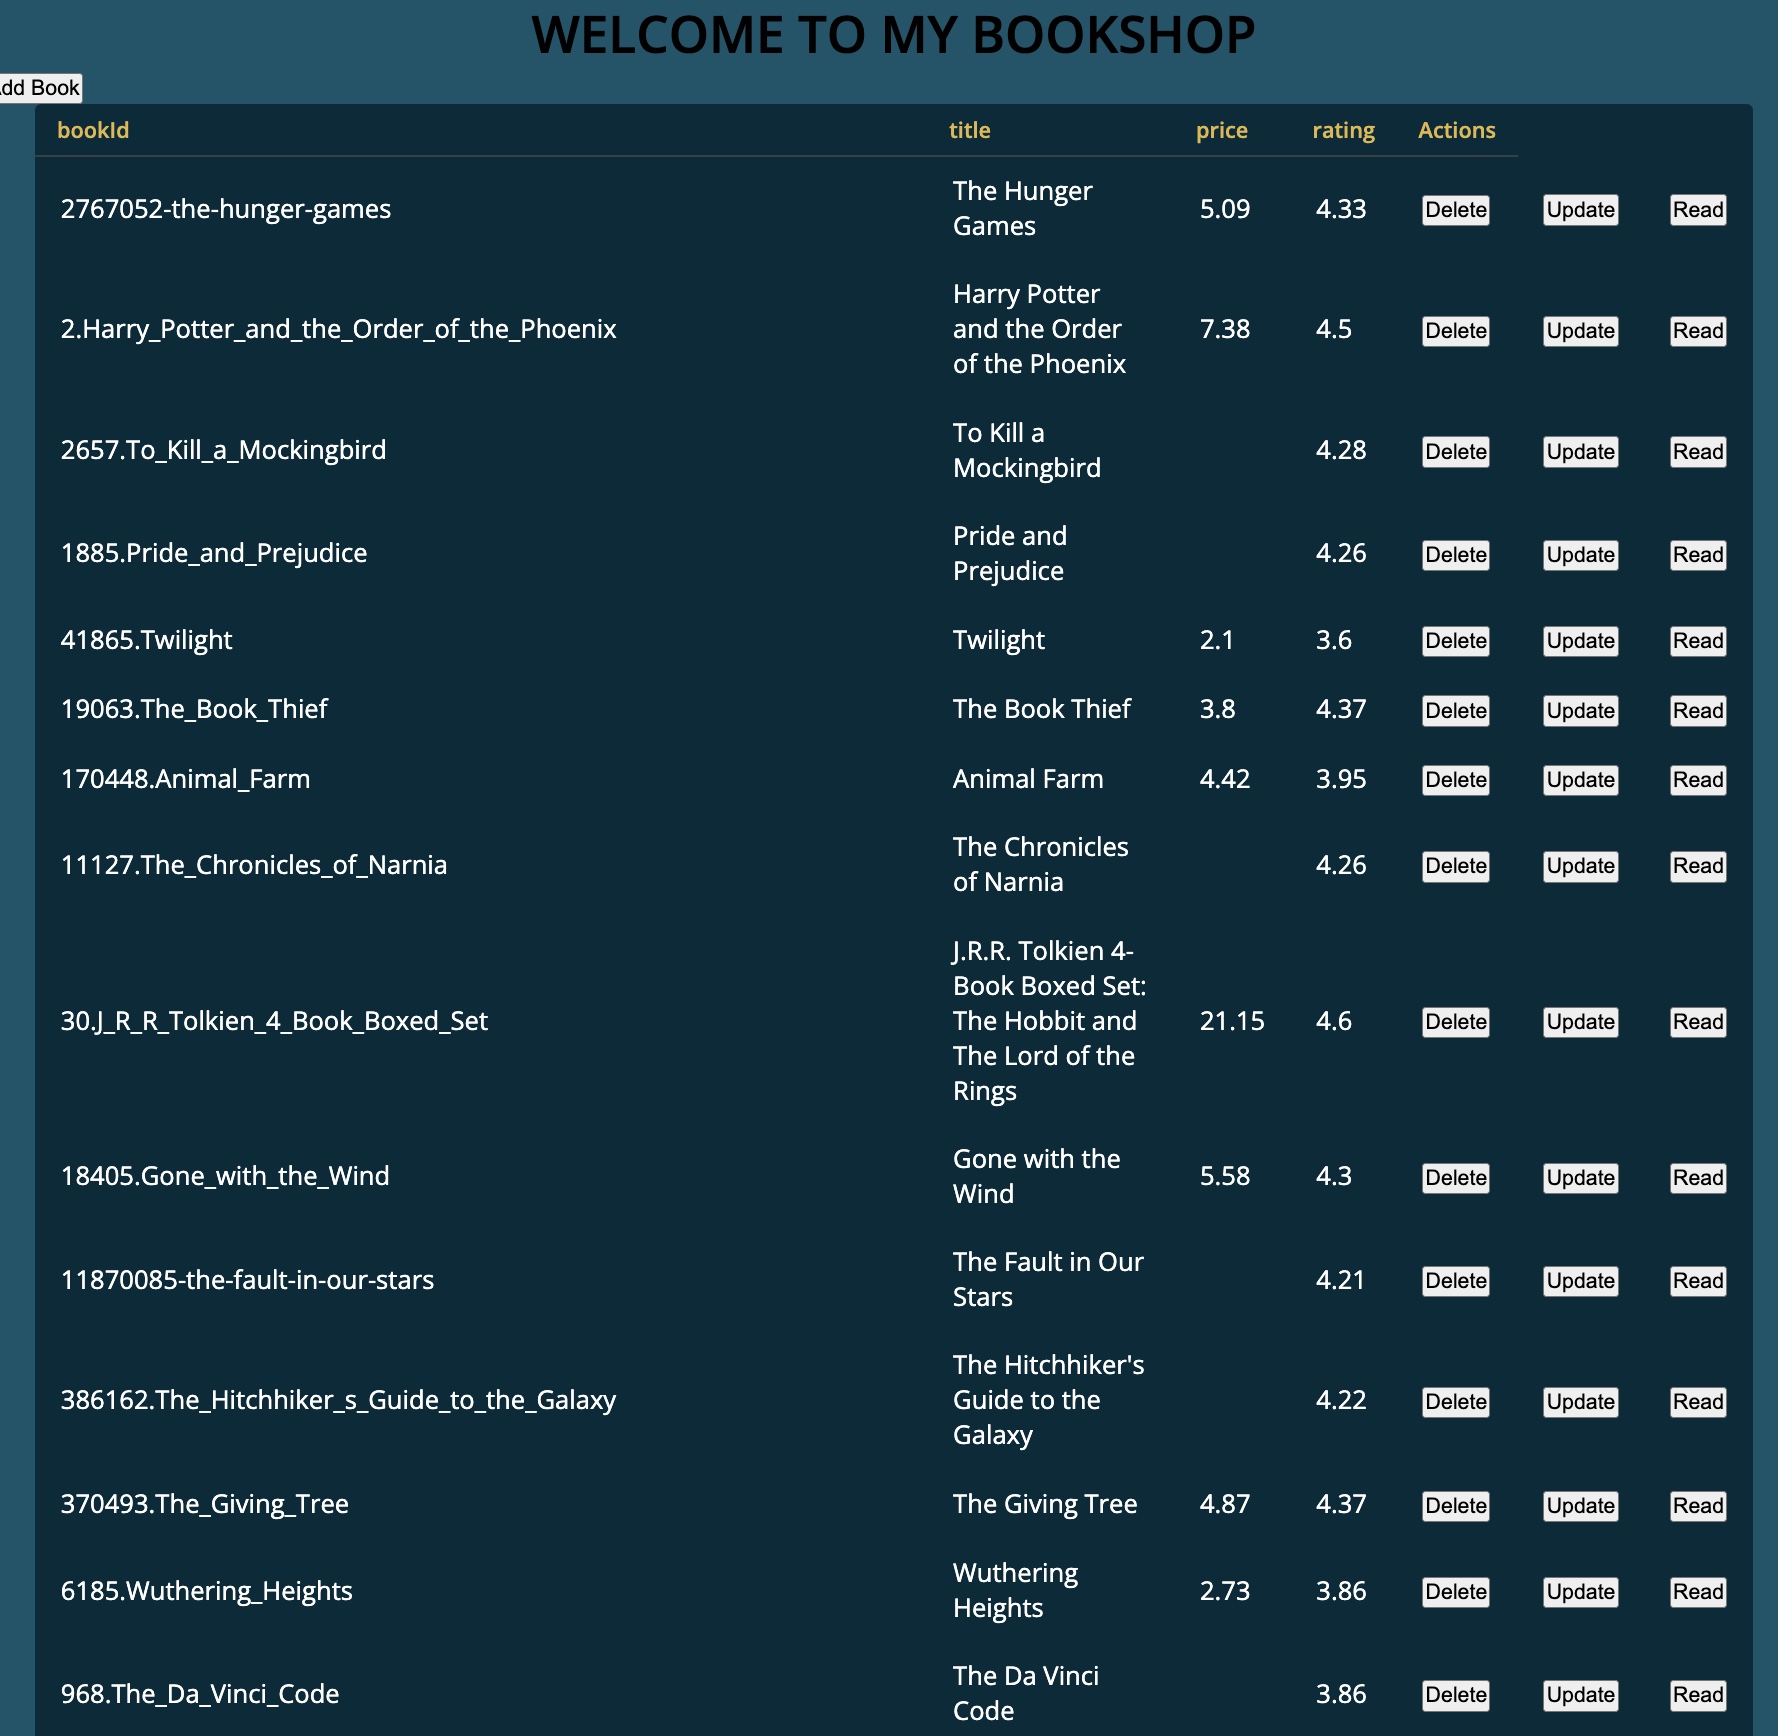 WELCOME TO MY BOOKSHOP
dd Book
bookId title price rating Actions
2767052-the-hunger-games The Hunger Games 5.09 4.33 Delete Update Read
2.Harry_Potter_and_the_Order_of_the_Phoenix Harry Potter and the Order of the Phoenix 7.38 4.5 Delete Update Read
2657.To_Kill_a_Mockingbird To Kill a Mockingbird 4.28 Delete Update Read
1885.Pride_and_Prejudice Pride and Prejudice 4.26 Delete Update Read
41865.Twilight Twilight 2.1 3.6 Delete Update Read
19063.The_Book_Thief The Book Thief 3.8 4.37 Delete Update Read
170448.Animal_Farm Animal Farm 4.42 3.95 Delete Update Read
11127.The_Chronicles_of_Narnia The Chronicles of Narnia 4.26 Delete Update Read
30.J_R_R_Tolkien_4_Book_Boxed_Set J.R.R. Tolkien 4-Book Boxed Set: The Hobbit and The Lord of the Rings 21.15 4.6 Delete Update Read
18405.Gone_with_the_Wind Gone with the Wind 5.58 4.3 Delete Update Read
11870085-the-fault-in-our-stars The Fault in Our Stars 4.21 Delete Update Read
386162.The_Hitchhiker_s_Guide_to_the_Galaxy The Hitchhiker's Guide to the Galaxy 4.22 Delete Update Read
370493.The_Giving_Tree The Giving Tree 4.87 4.37 Delete Update Read
6185.Wuthering_Heights Wuthering Heights 2.73 3.86 Delete Update Read
968.The_Da_Vinci_Code The Da Vinci Code 3.86 Delete Update Read